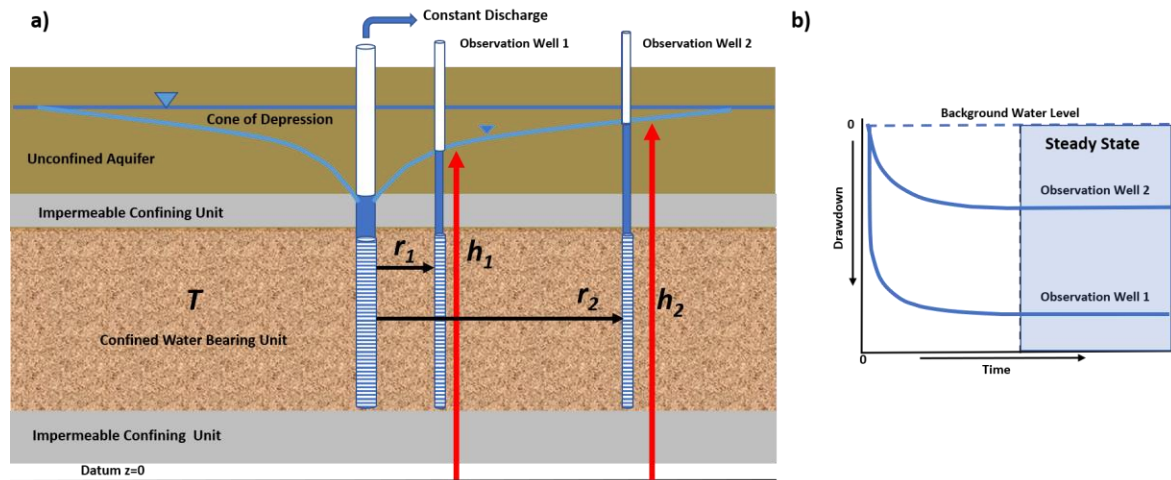 a)
Constant Discharge
Observation Well 1
Observation Well 2
Cone of Depression
Unconfined Aquifer
Impermeable Confining Unit
r1
h1
T
r2
h2
Confined Water Bearing Unit
Impermeable Confining Unit
Datum z=0
b)
Background Water Level
0
Steady State
Observation Well 2
Drawdown
Observation Well 1
0
Time